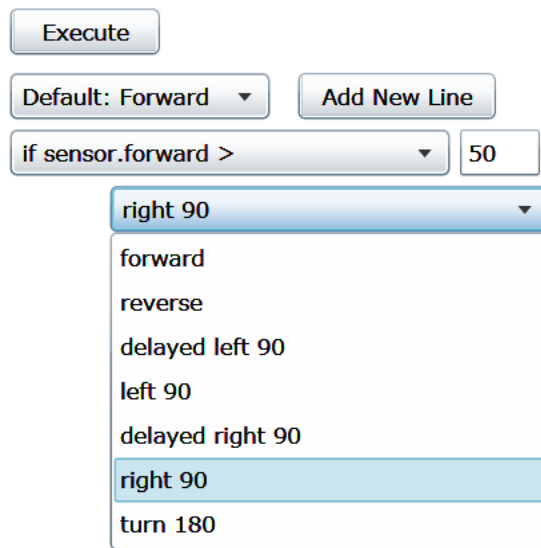 Execute
Default: Forward Add New Line
if sensor.forward > 50
right 90
forward
reverse
delayed left 90
left 90
delayed right 90
right 90
turn 180